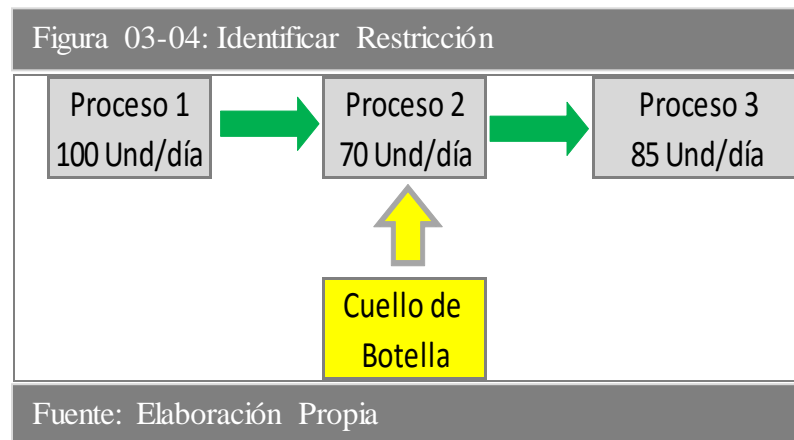 Figura 03-04: Identificar Restricción
Proceso 1
100 Und/día
Proceso 2
70 Und/día
Proceso 3
85 Und/día
Cuello de
Botella
Fuente: Elaboración Propia